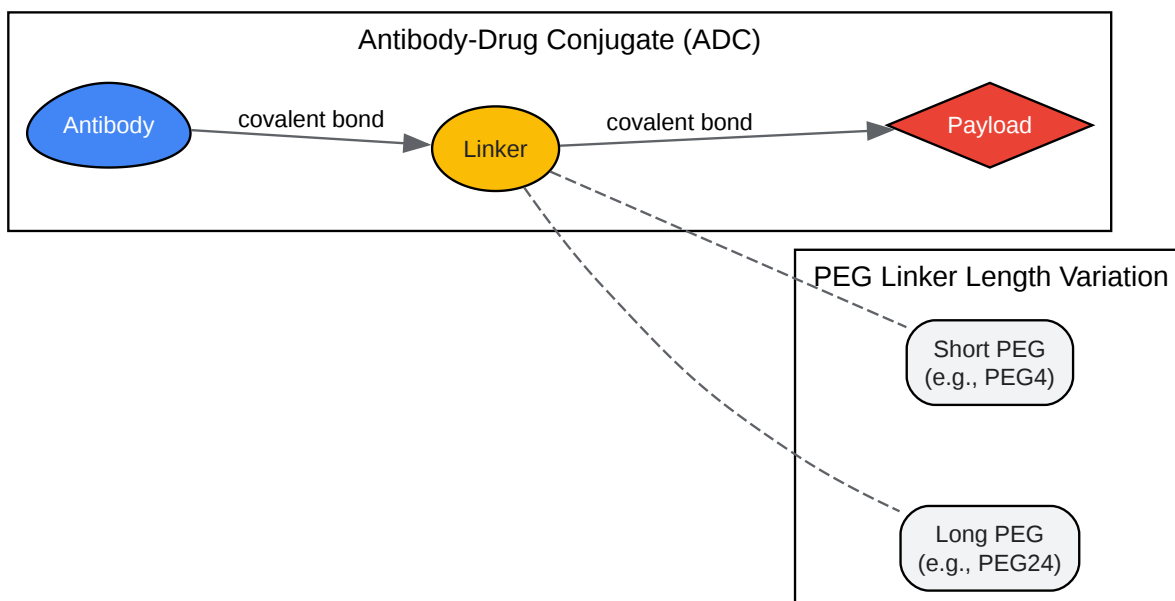 Antibody-Drug Conjugate (ADC)
Antibody
covalent bond
Linker
covalent bond
Payload
PEG Linker Length Variation
Short PEG
(e.g., PEG4)
Long PEG
(e.g., PEG24)